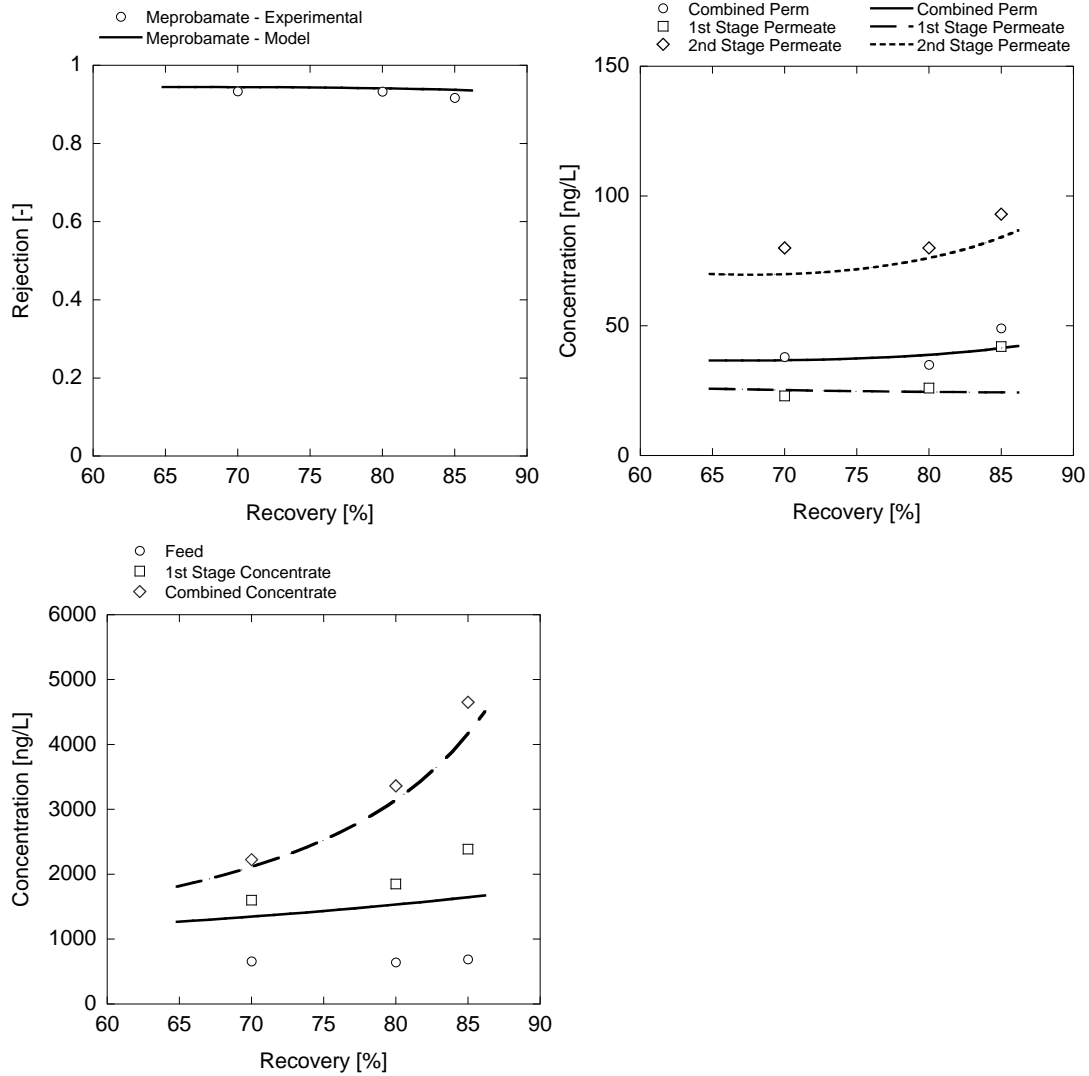 Meprobamate - Experimental
Meprobamate - Model
1
0.8
0.6
0.4
0.2
0
Rejection [-]
60 65 70 75 80 85 90
Recovery [%]
Combined Perm Combined Perm
1st Stage Permeate 1st Stage Permeate
2nd Stage Permeate 2nd Stage Permeate
150
100
50
0
Concentration [ng/L]
60 65 70 75 80 85 90
Recovery [%]
Feed
1st Stage Concentrate
Combined Concentrate
6000
5000
4000
3000
2000
1000
0
Concentration [ng/L]
60 65 70 75 80 85 90
Recovery [%]